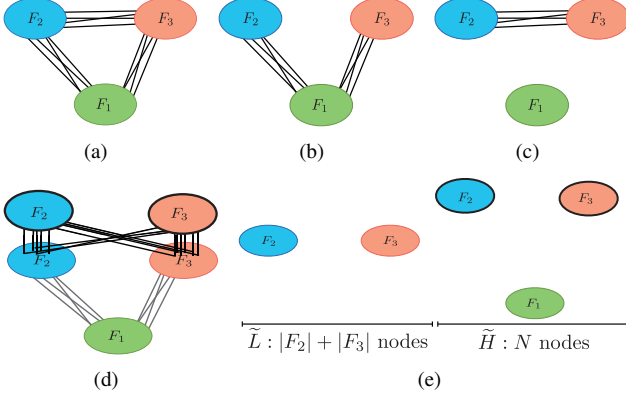 F₂ F₃ F₂ F₃ F₂ F₃
F₁ F₁ F₁
(a) (b) (c)
F₂ F₃ F₂ F₃
F₂ F₃ F₂ F₃
F₁ F₁
L̃ : |F₂| + |F₃| nodes H̃ : N nodes
(d) (e)